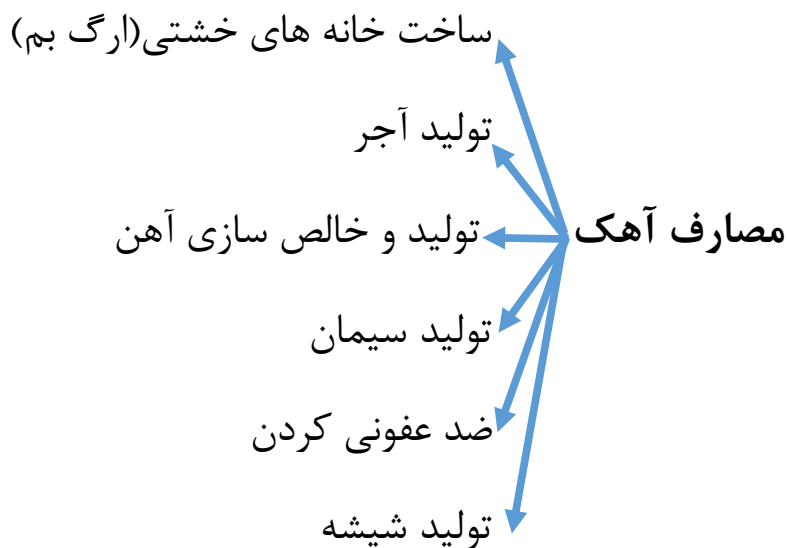 ساخت خانه های خشتی(ارگ بم)
تولید آجر
مصارف آهک
تولید و خالص سازی آهن
تولید سیمان
ضد عفونی کردن
تولید شیشه